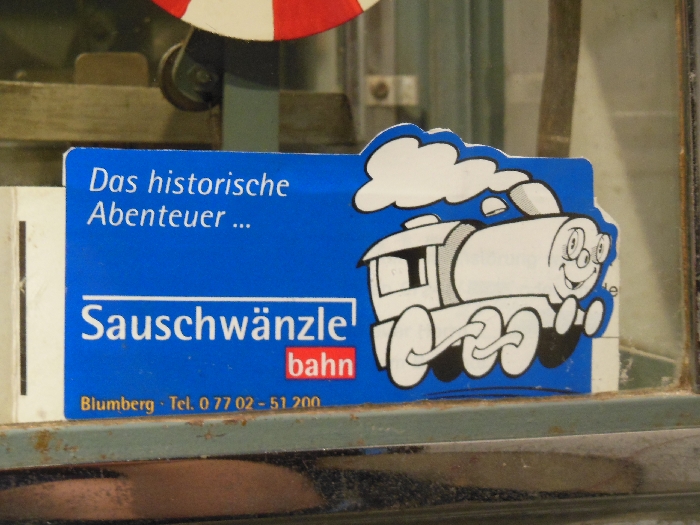 Das historische
Abenteuer ...
Sauschwänzle
bahn
Blumberg · Tel. 0 77 02 - 51 200